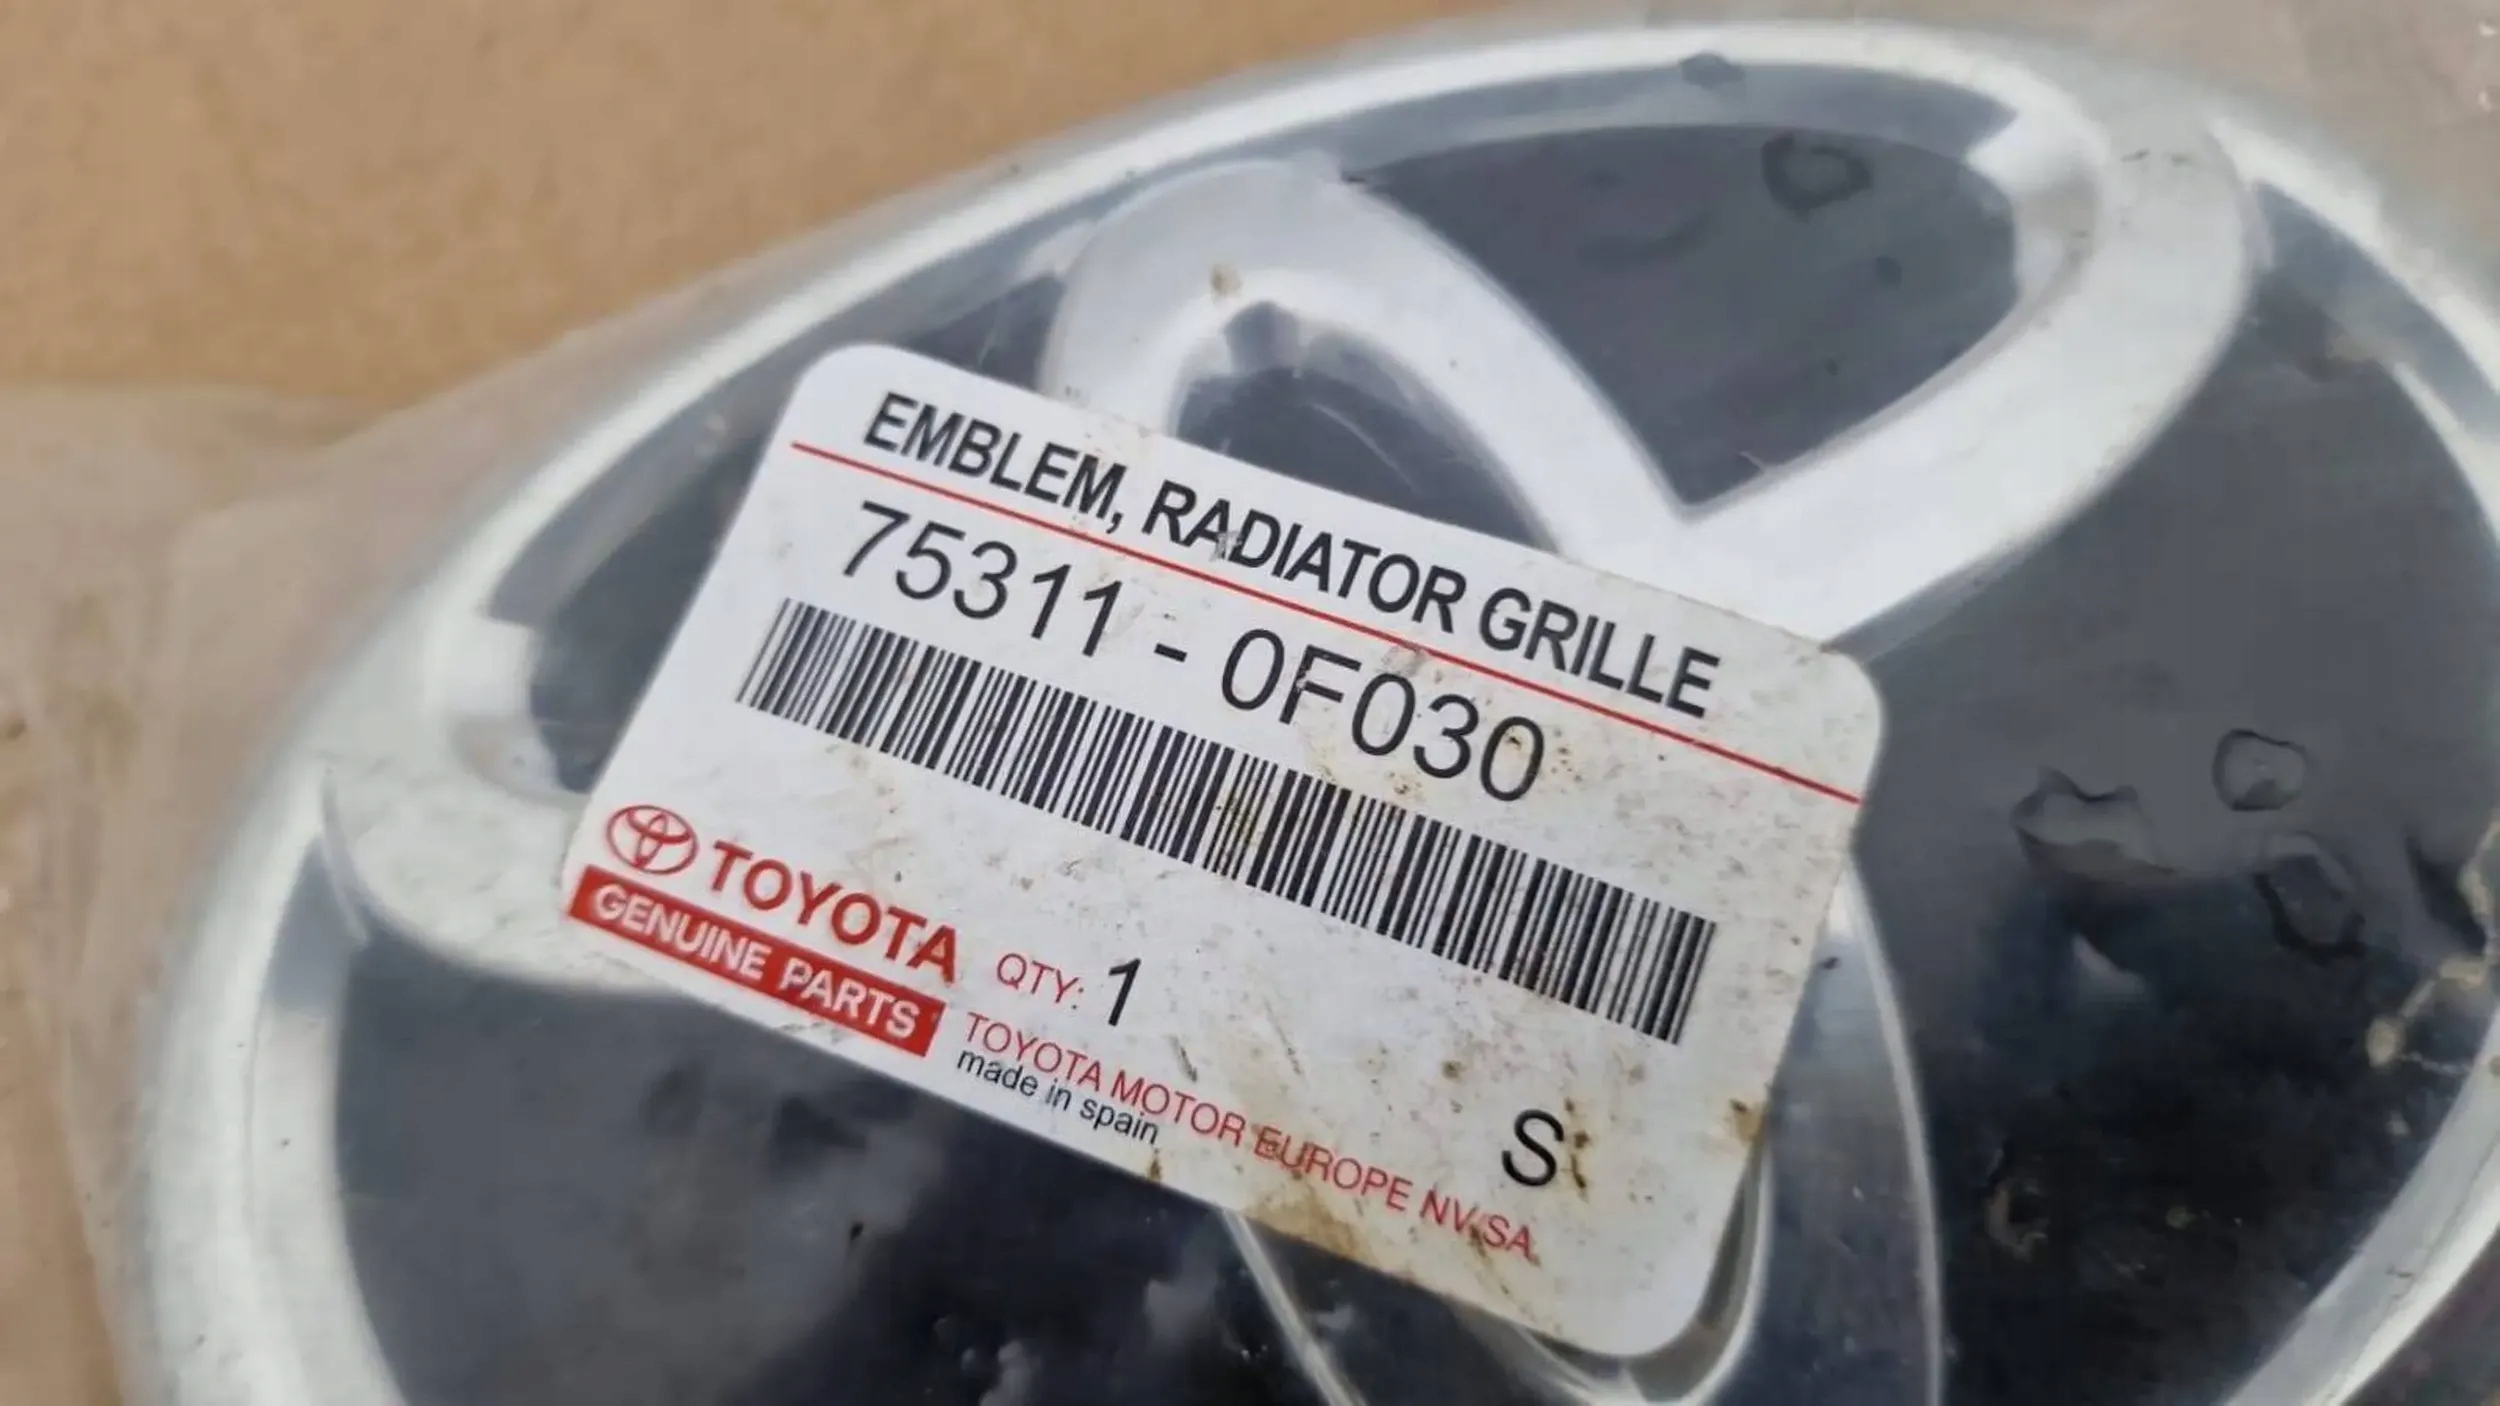 EMBLEM, RADIATOR GRILLE
75311 - 0F030
TOYOTA
GENUINE PARTS
QTY: 1
TOYOTA MOTOR EUROPE NV/SA
made in spain
S